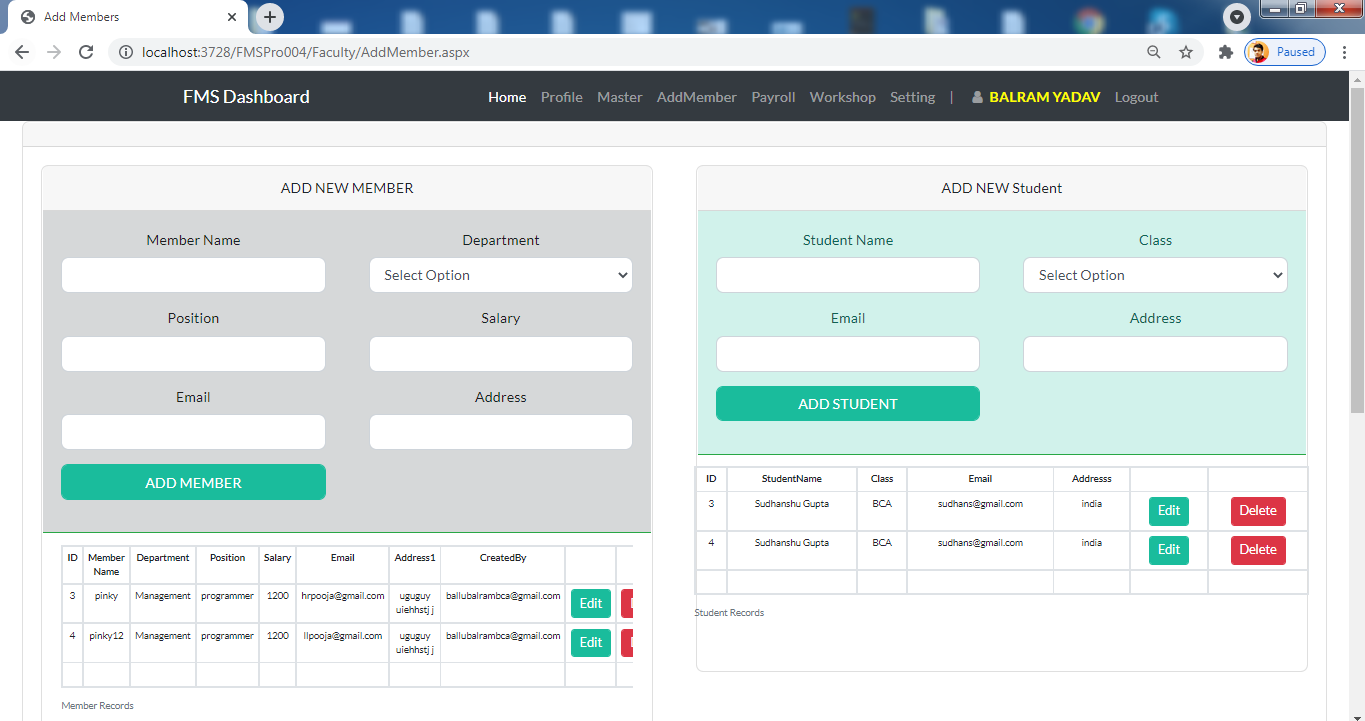 Add Members
localhost:3728/FMSPro004/Faculty/AddMember.aspx
Paused
FMS Dashboard
Home Profile Master AddMember Payroll Workshop Setting | BALRAM YADAV Logout
ADD NEW MEMBER
Member Name Department
Select Option
Position Salary
Email Address
ADD MEMBER
ID Member Name Department Position Salary Email Address1 CreatedBy
3 pinky Management programmer 1200 hrpooja@gmail.com uguguy uiehhstj j ballubalrambca@gmail.com Edit
4 pinky12 Management programmer 1200 llpooja@gmail.com uguguy uiehhstj j ballubalrambca@gmail.com Edit
Member Records
ADD NEW Student
Student Name Class
Select Option
Email Address
ADD STUDENT
ID StudentName Class Email Addresss
3 Sudhanshu Gupta BCA sudhans@gmail.com india Edit Delete
4 Sudhanshu Gupta BCA sudhans@gmail.com india Edit Delete
Student Records